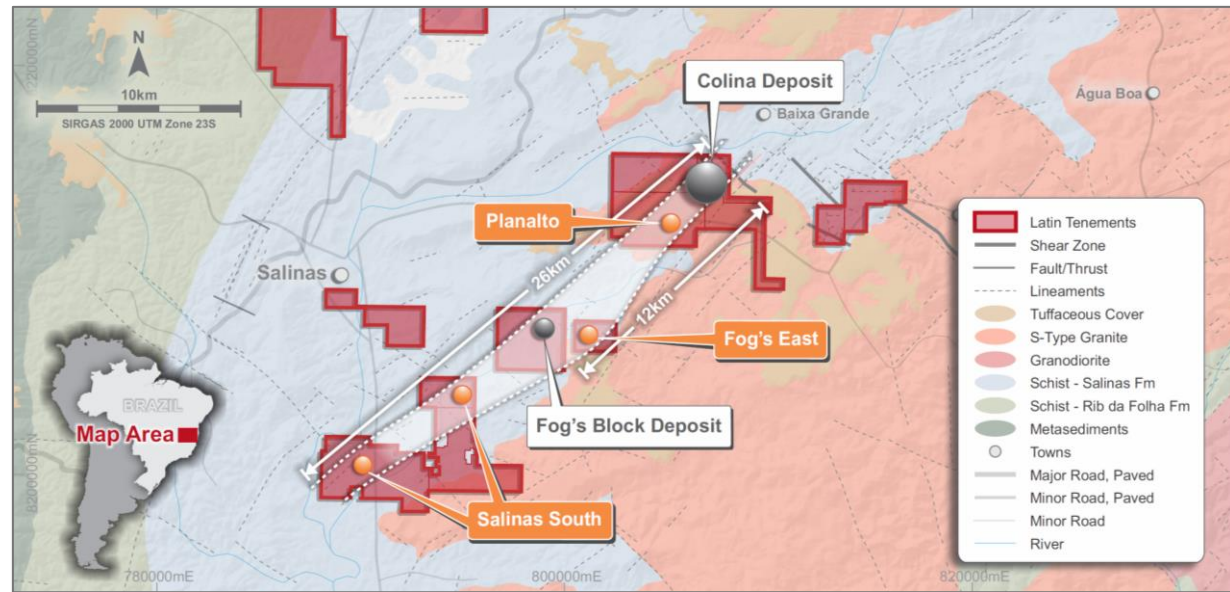 8220000mN
N
10km
SIRGAS 2000 UTM Zone 23S
Colina Deposit
Baixa Grande
Água Boa
Planalto
Salinas
26km
12km
Fog's East
Fog's Block Deposit
Salinas South
BRAZIL
Map Area
8200000mN
780000mE
800000mE
820000mE
Latin Tenements
Shear Zone
Fault/Thrust
Lineaments
Tuffaceous Cover
S-Type Granite
Granodiorite
Schist - Salinas Fm
Schist - Rib da Folha Fm
Metasediments
Towns
Major Road, Paved
Minor Road, Paved
Minor Road
River